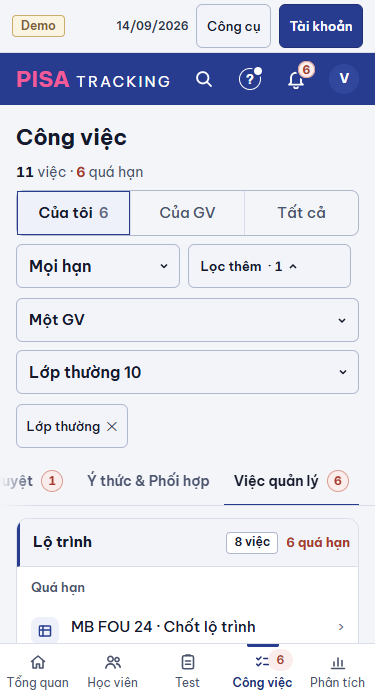 Demo
14/09/2026
Công cụ
Tài khoản
PISA TRACKING
?
6
V
Công việc
11 việc · 6 quá hạn
Của tôi 6
Của GV
Tất cả
Mọi hạn
Lọc thêm · 1
Một GV
Lớp thường 10
Lớp thường
uyệt 1
Ý thức & Phối hợp
Việc quản lý 6
Lộ trình
8 việc
6 quá hạn
Quá hạn
MB FOU 24 · Chốt lộ trình
6
Tổng quan
Học viên
Test
Công việc
Phân tích